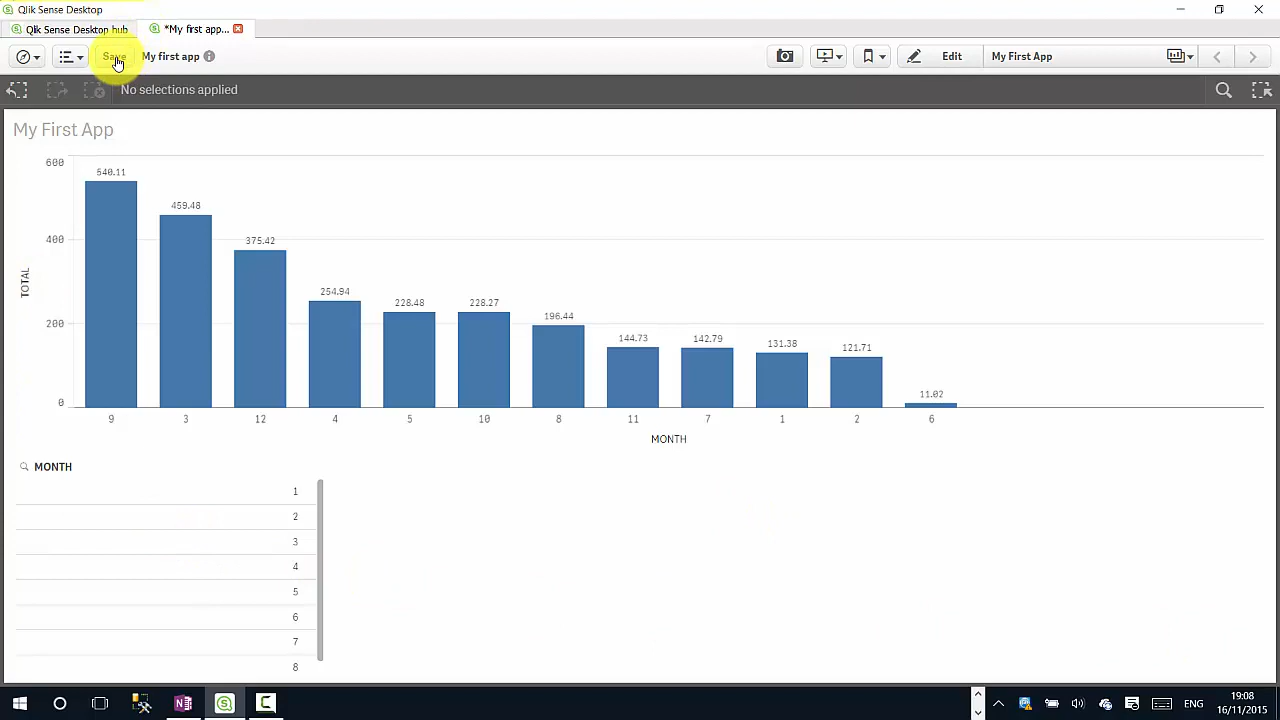 Qlik Sense Desktop
Qlik Sense Desktop hub
*My first app...
Save
My first app
Edit
My First App
No selections applied
My First App
600
400
200
0
TOTAL
540.11
459.48
375.42
254.94
228.48
228.27
196.44
144.73
142.79
131.38
121.71
11.02
9 3 12 4 5 10 8 11 7 1 2 6
MONTH
MONTH
1
2
3
4
5
6
7
8
ENG
19:08
16/11/2015